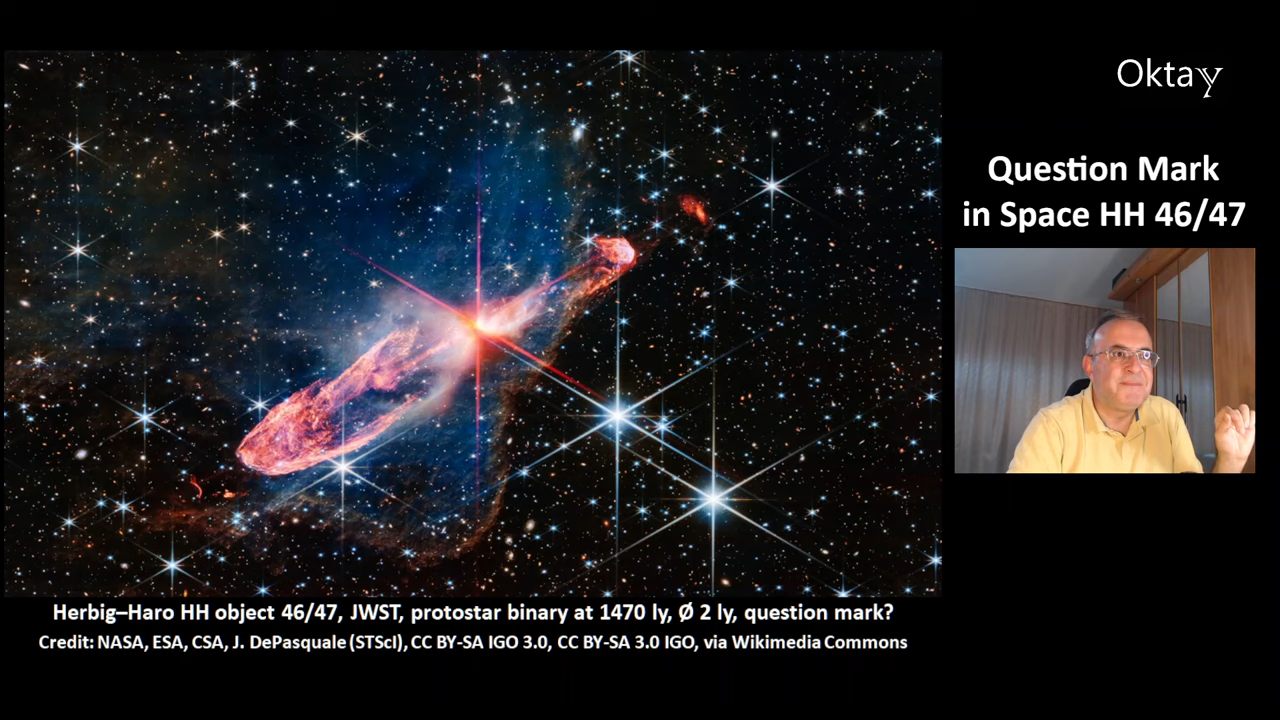 Oktay
Question Mark
in Space HH 46/47
Herbig–Haro HH object 46/47, JWST, protostar binary at 1470 ly, Ø 2 ly, question mark?
Credit: NASA, ESA, CSA, J. DePasquale (STScI), CC BY-SA IGO 3.0, CC BY-SA 3.0 IGO, via Wikimedia Commons